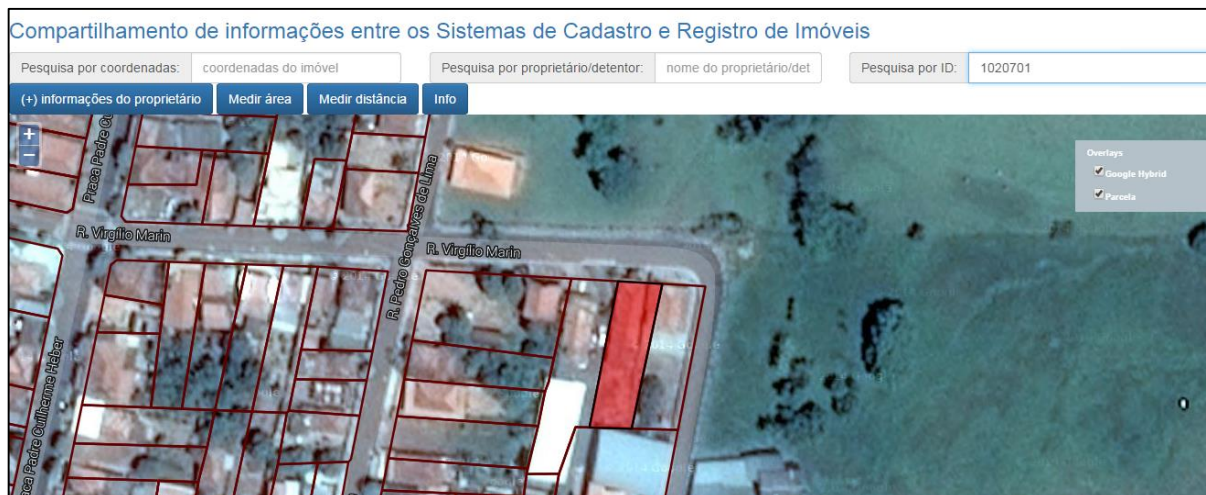 Compartilhamento de informações entre os Sistemas de Cadastro e Registro de Imóveis
Pesquisa por coordenadas: coordenadas do imóvel Pesquisa por proprietário/detentor: nome do proprietário/det Pesquisa por ID: 1020701
(+) informações do proprietário Medir área Medir distância Info
+
−
Overlays
Google Hybrid
Parcela
R. Virgílio Marin
R. Virgílio Marin
R. Pedro Gonçalves de Lima
Praca Padre Guilherme Heber